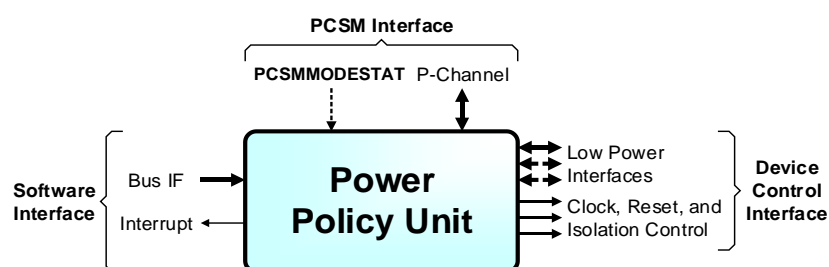 PCSM Interface
PCSMMODESTAT P-Channel
Software
Interface
Bus IF
Interrupt
Power
Policy Unit
Low Power
Interfaces
Clock, Reset, and
Isolation Control
Device
Control
Interface